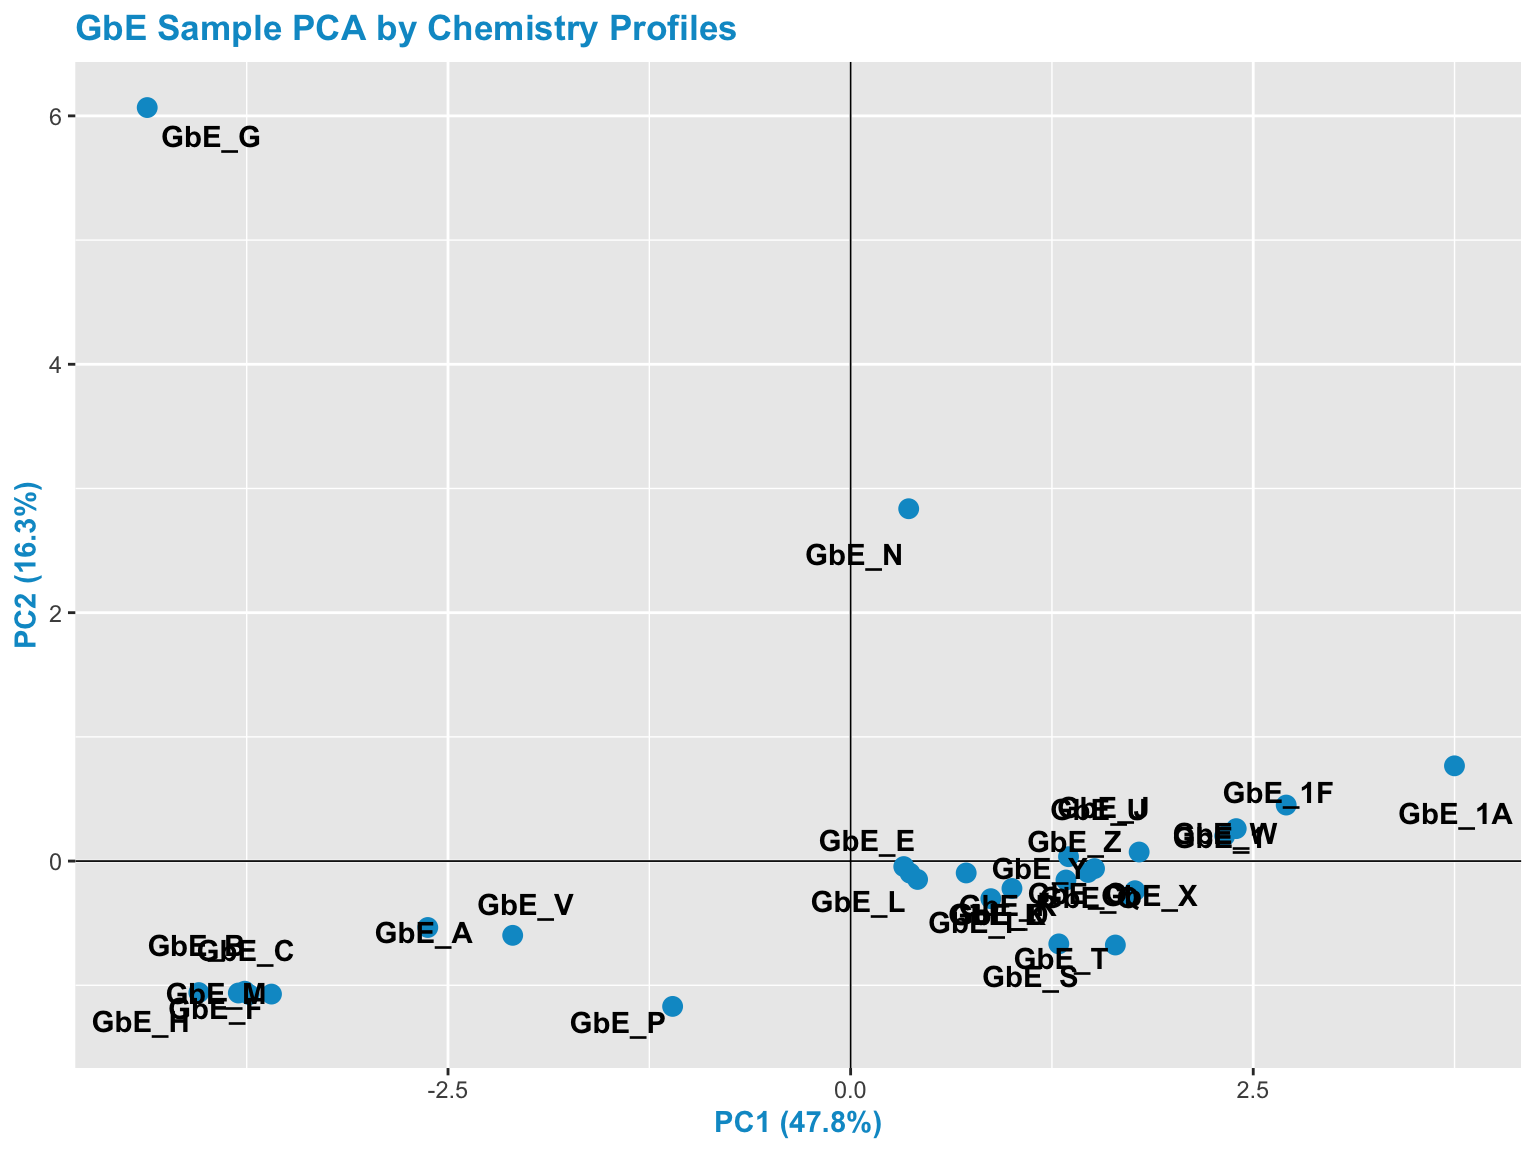 GbE Sample PCA by Chemistry Profiles
6
GbE_G
4
GbE_N
2
PC2 (16.3%)
GbE_1F
GbE_1A
GbE_U
GbE_W
GbE_E
GbE_Z
0
GbE_Y
GbE_X
GbE_L
GbE_V
GbE_A
GbE_B
GbE_C
GbE_T
GbE_S
GbE_M
GbE_F
GbE_H
GbE_P
-2.5
0.0
2.5
PC1 (47.8%)